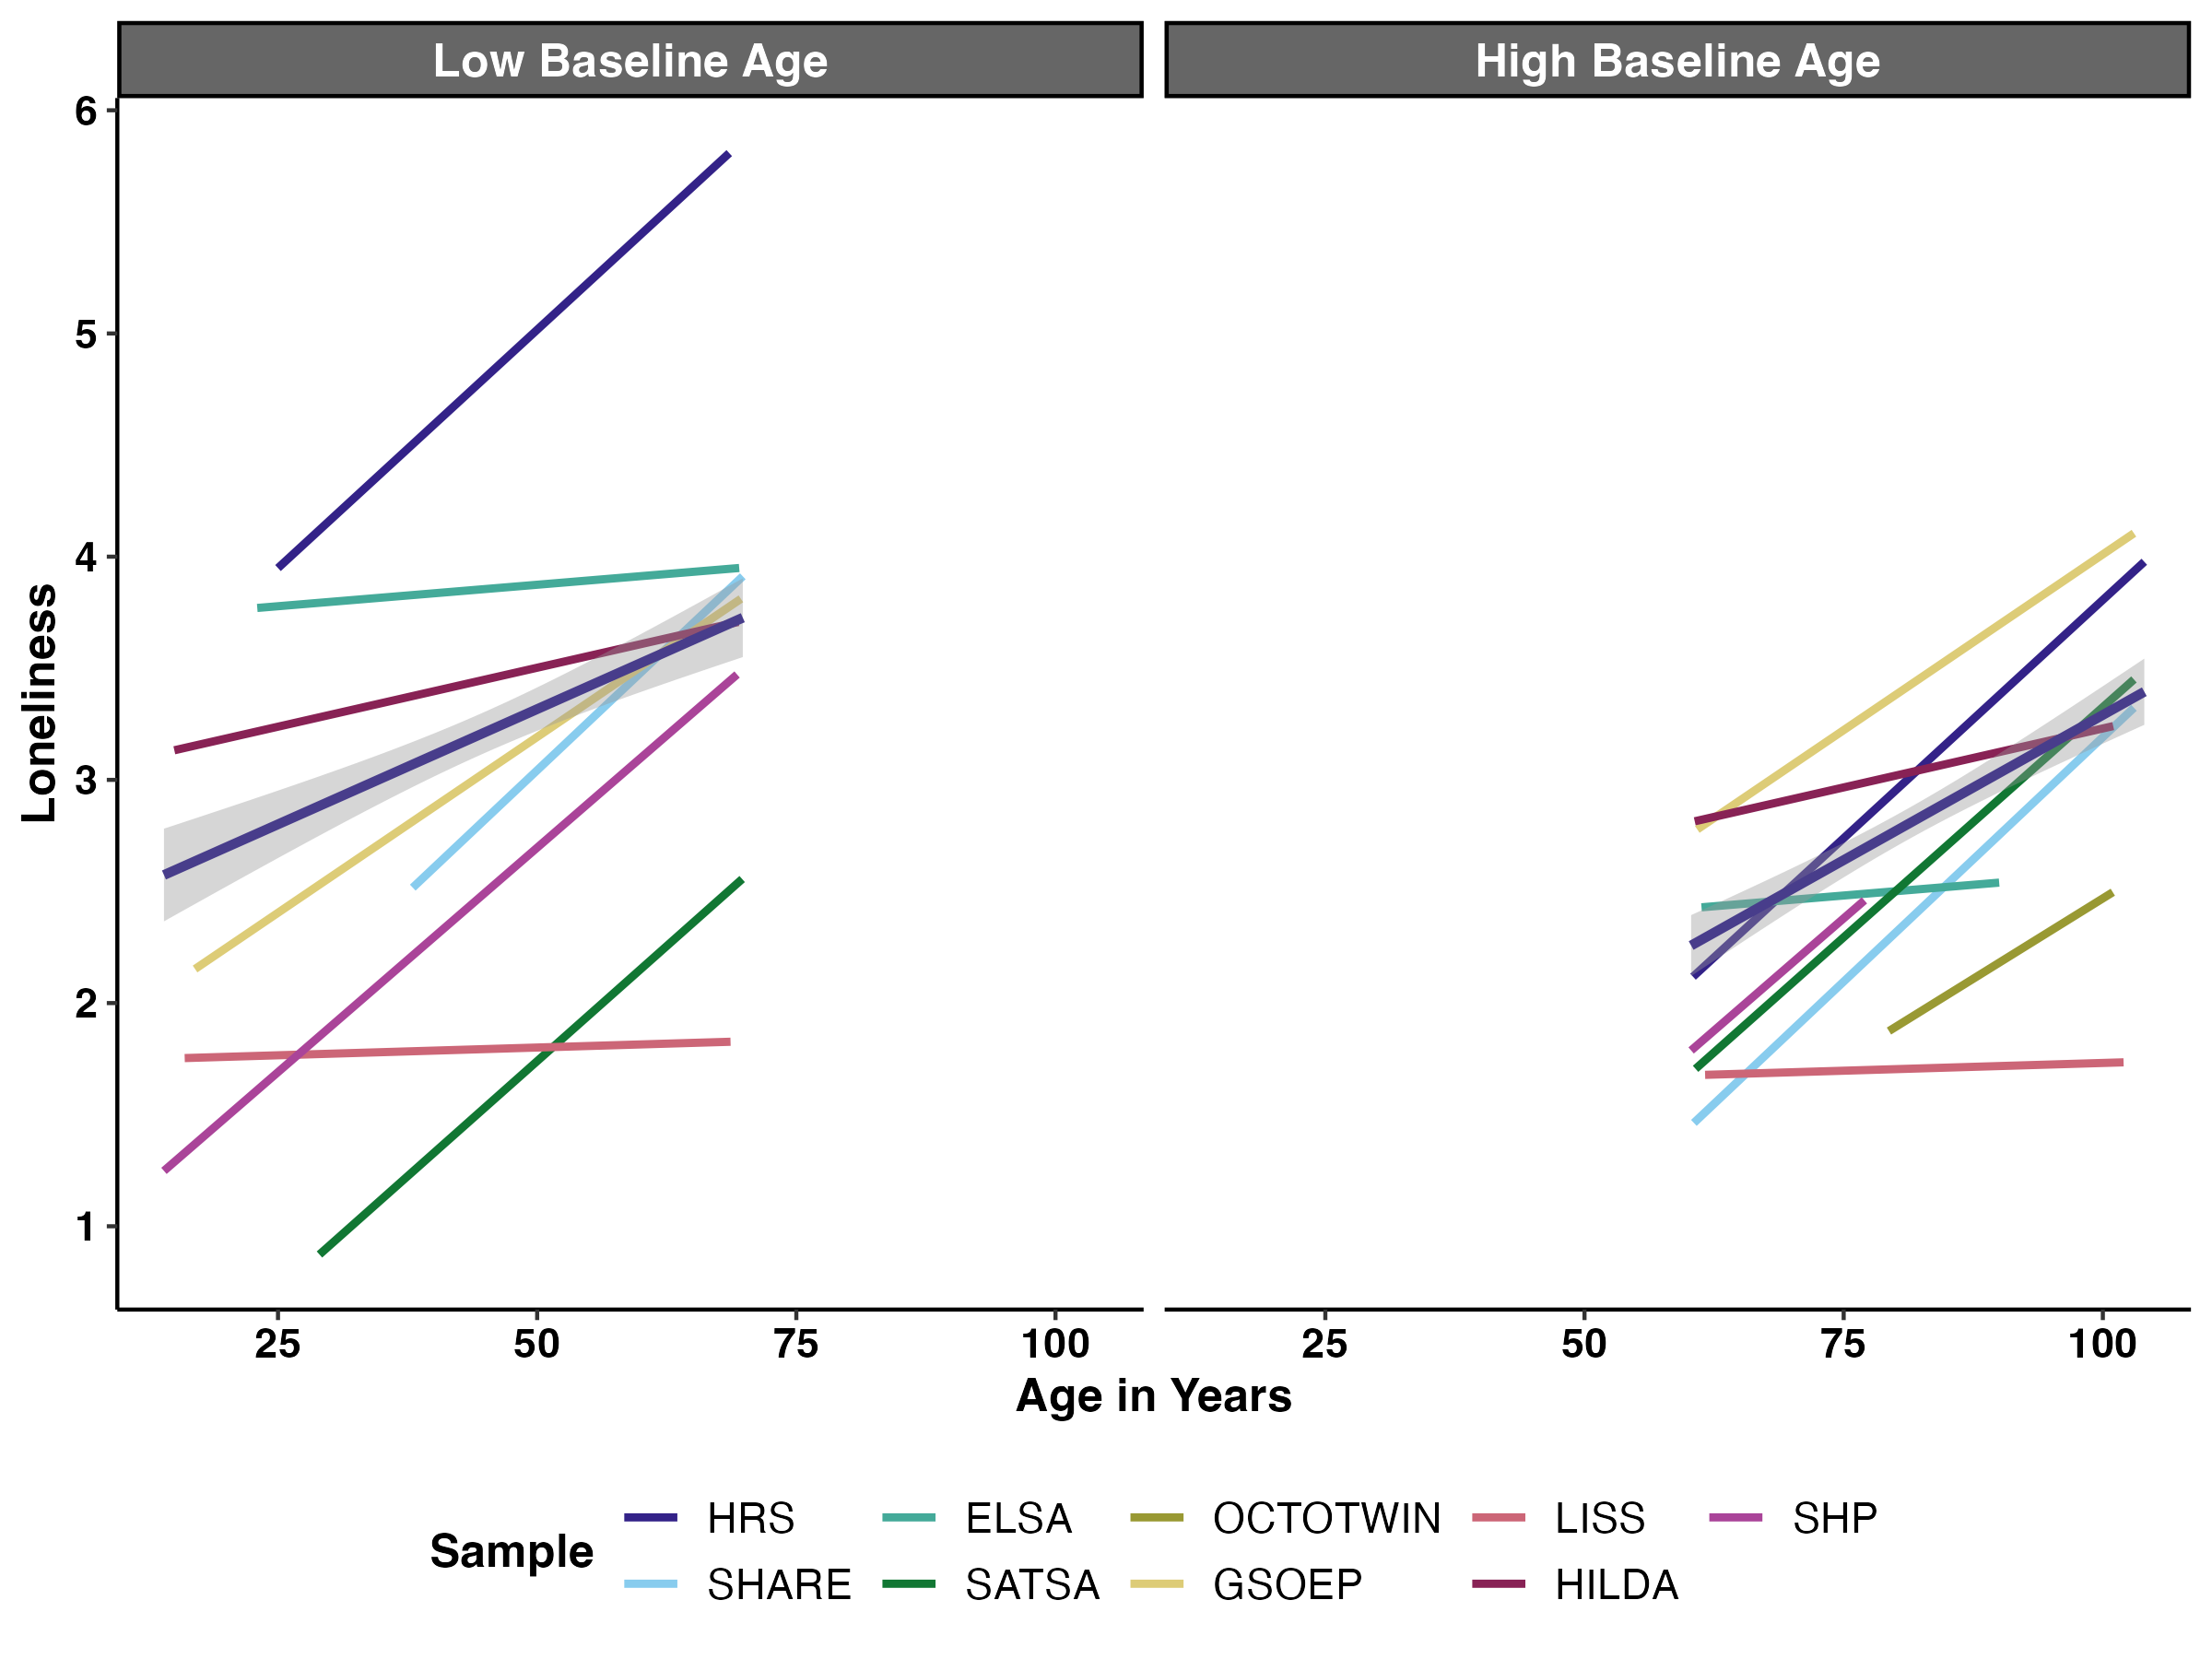 Low Baseline Age
High Baseline Age
6
5
4
3
2
1
Loneliness
25 50 75 100
25 50 75 100
Age in Years
Sample
HRS ELSA OCTOTWIN LISS SHP
SHARE SATSA GSOEP HILDA